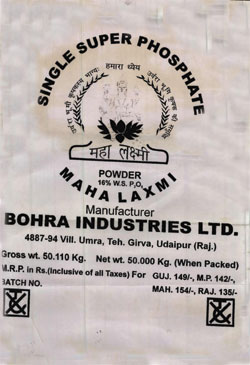 SINGLE SUPER PHOSPHATE
हमारा ध्येय
महा लक्ष्मी
POWDER
16% W.S. P₂O₅
MAHA LAXMI
Manufacturer
BOHRA INDUSTRIES LTD.
4887-94 Vill. Umra, Teh. Girva, Udaipur (Raj.)
Gross wt. 50.110 Kg. Net wt. 50.000 Kg. (When Packed)
M.R.P. in Rs.(Inclusive of all Taxes) For GUJ. 149/-, M.P. 142/-,
BATCH NO. MAH. 154/-, RAJ. 135/-